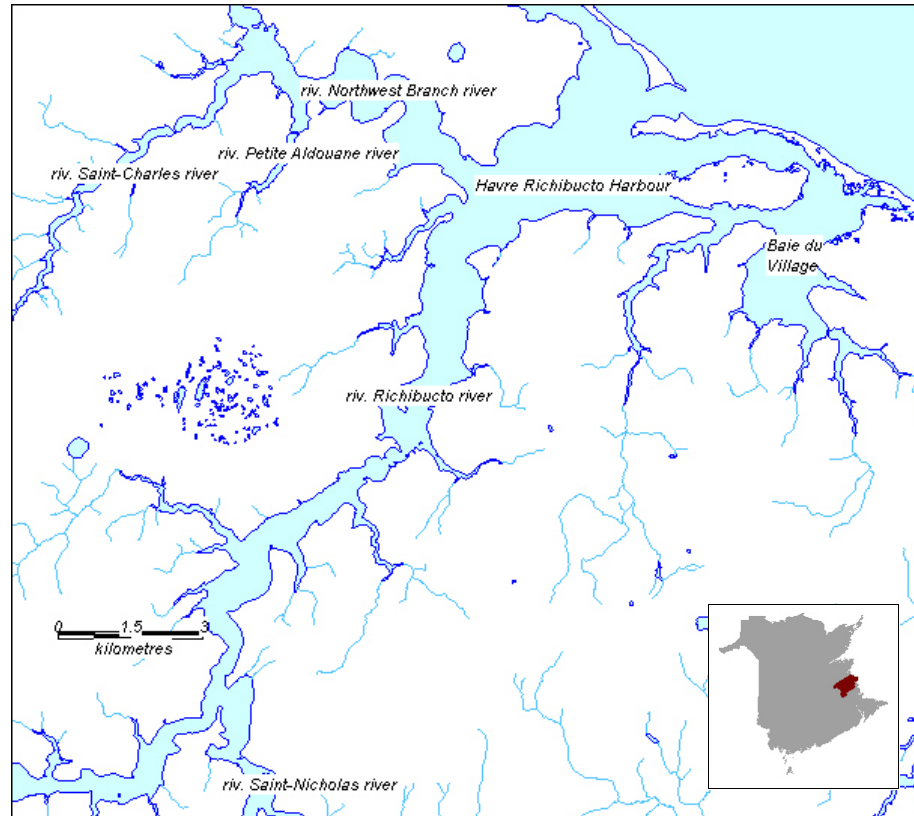 riv. Northwest Branch river
riv. Petite Aldouane river
riv. Saint-Charles river
Havre Richibucto Harbour
Baie du
Village
riv. Richibucto river
0 1.5 3
kilometres
riv. Saint-Nicholas river